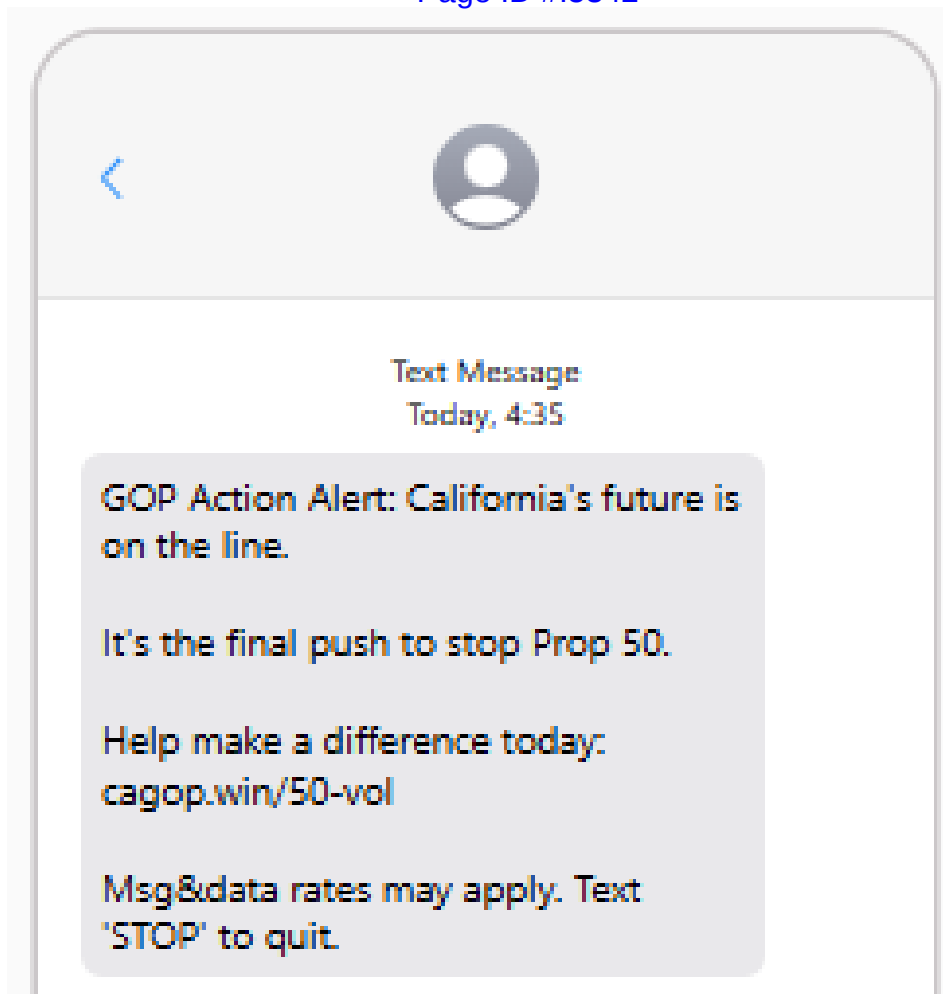 Text Message
Today, 4:35
GOP Action Alert: California's future is
on the line.
It's the final push to stop Prop 50.
Help make a difference today:
cagop.win/50-vol
Msg&data rates may apply. Text
'STOP' to quit.